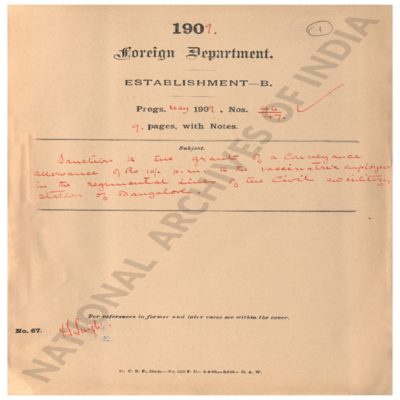 1907.
1
Foreign Department.
ESTABLISHMENT—B.
Progs. May 1907, Nos.
9 pages, with Notes.
Subject.
Sanction to the grant of a conveyance
allowance of Rs 10/- p.m. to the vaccinators employed
in the regimental lines of the Civil & Military
station of Bangalore.
For references to former and later cases see within the cover.
No. 67.
NATIONAL ARCHIVES OF INDIA